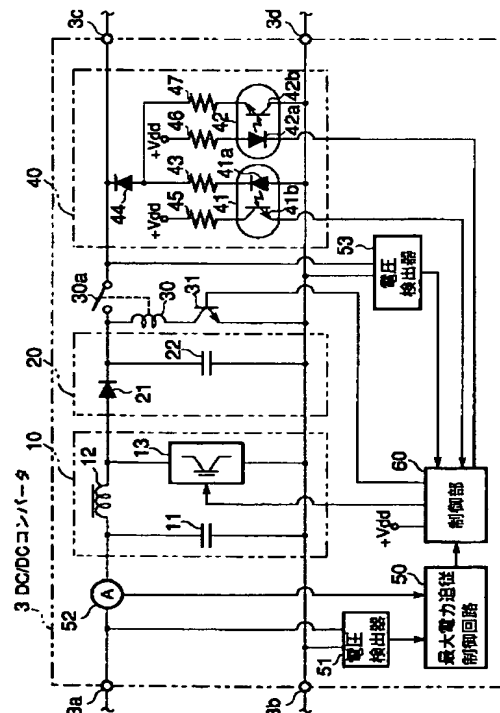 3 DC/DCコンバータ
10
20
40
12
13
11
21
22
30a
30
31
44
+Vdd
45
43
46
47
+Vdd
41
41a
41b
42
42a
42b
3c
3d
3a
3b
52
A
51
電圧
検出器
53
電圧
検出器
50
最大電力追従
制御回路
60
制御部
+Vdd